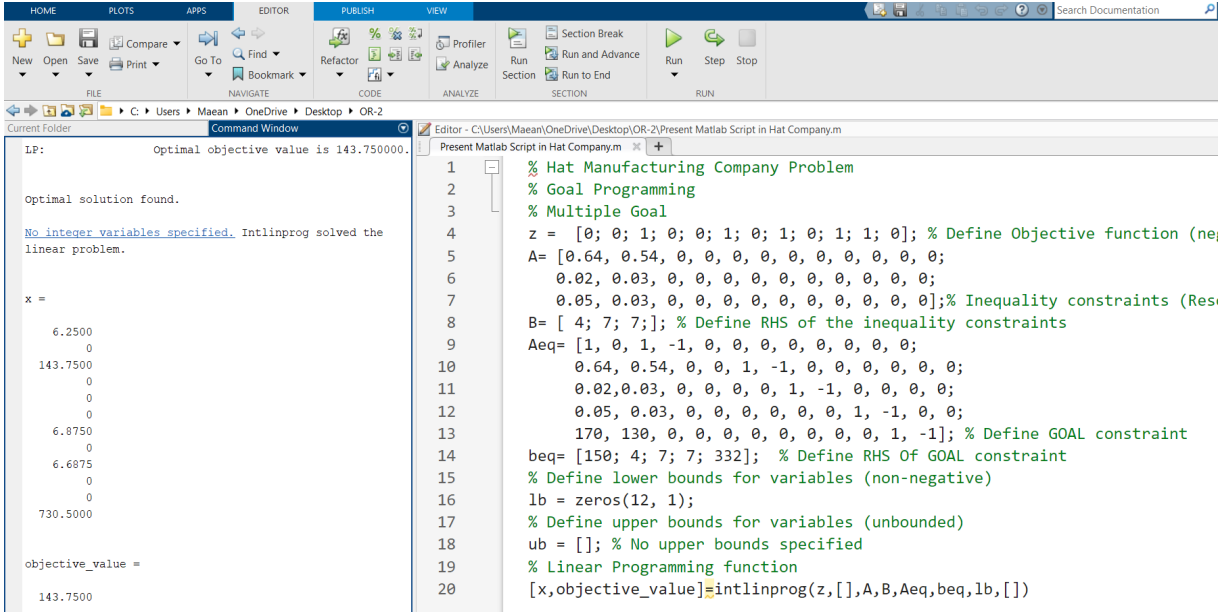 HOME PLOTS APPS EDITOR PUBLISH VIEW
Search Documentation
New Open Save Compare Print Go To Find Bookmark Refactor Profiler Analyze Run Section Section Break Run and Advance Run to End Run Step Stop
FILE NAVIGATE CODE ANALYZE SECTION RUN
C: Users Maean OneDrive Desktop OR-2
Current Folder
Command Window
LP: Optimal objective value is 143.750000.
Optimal solution found.
No integer variables specified. Intlinprog solved the
linear problem.
x =
6.2500
0
143.7500
0
0
0
6.8750
0
6.6875
0
0
730.5000
objective_value =
143.7500
Editor - C:\Users\Maean\OneDrive\Desktop\OR-2\Present Matlab Script in Hat Company.m
Present Matlab Script in Hat Company.m
1 % Hat Manufacturing Company Problem
2 % Goal Programming
3 % Multiple Goal
4 z = [0; 0; 1; 0; 0; 1; 0; 1; 0; 1; 1; 0]; % Define Objective function (neg
5 A= [0.64, 0.54, 0, 0, 0, 0, 0, 0, 0, 0, 0, 0;
6 0.02, 0.03, 0, 0, 0, 0, 0, 0, 0, 0, 0, 0;
7 0.05, 0.03, 0, 0, 0, 0, 0, 0, 0, 0, 0, 0];% Inequality constraints (Reso
8 B= [ 4; 7; 7;]; % Define RHS of the inequality constraints
9 Aeq= [1, 0, 1, -1, 0, 0, 0, 0, 0, 0, 0, 0;
10 0.64, 0.54, 0, 0, 1, -1, 0, 0, 0, 0, 0, 0;
11 0.02,0.03, 0, 0, 0, 0, 1, -1, 0, 0, 0, 0;
12 0.05, 0.03, 0, 0, 0, 0, 0, 0, 1, -1, 0, 0;
13 170, 130, 0, 0, 0, 0, 0, 0, 0, 0, 1, -1]; % Define GOAL constraint
14 beq= [150; 4; 7; 7; 332]; % Define RHS Of GOAL constraint
15 % Define lower bounds for variables (non-negative)
16 lb = zeros(12, 1);
17 % Define upper bounds for variables (unbounded)
18 ub = []; % No upper bounds specified
19 % Linear Programming function
20 [x,objective_value]=intlinprog(z,[],A,B,Aeq,beq,lb,[])